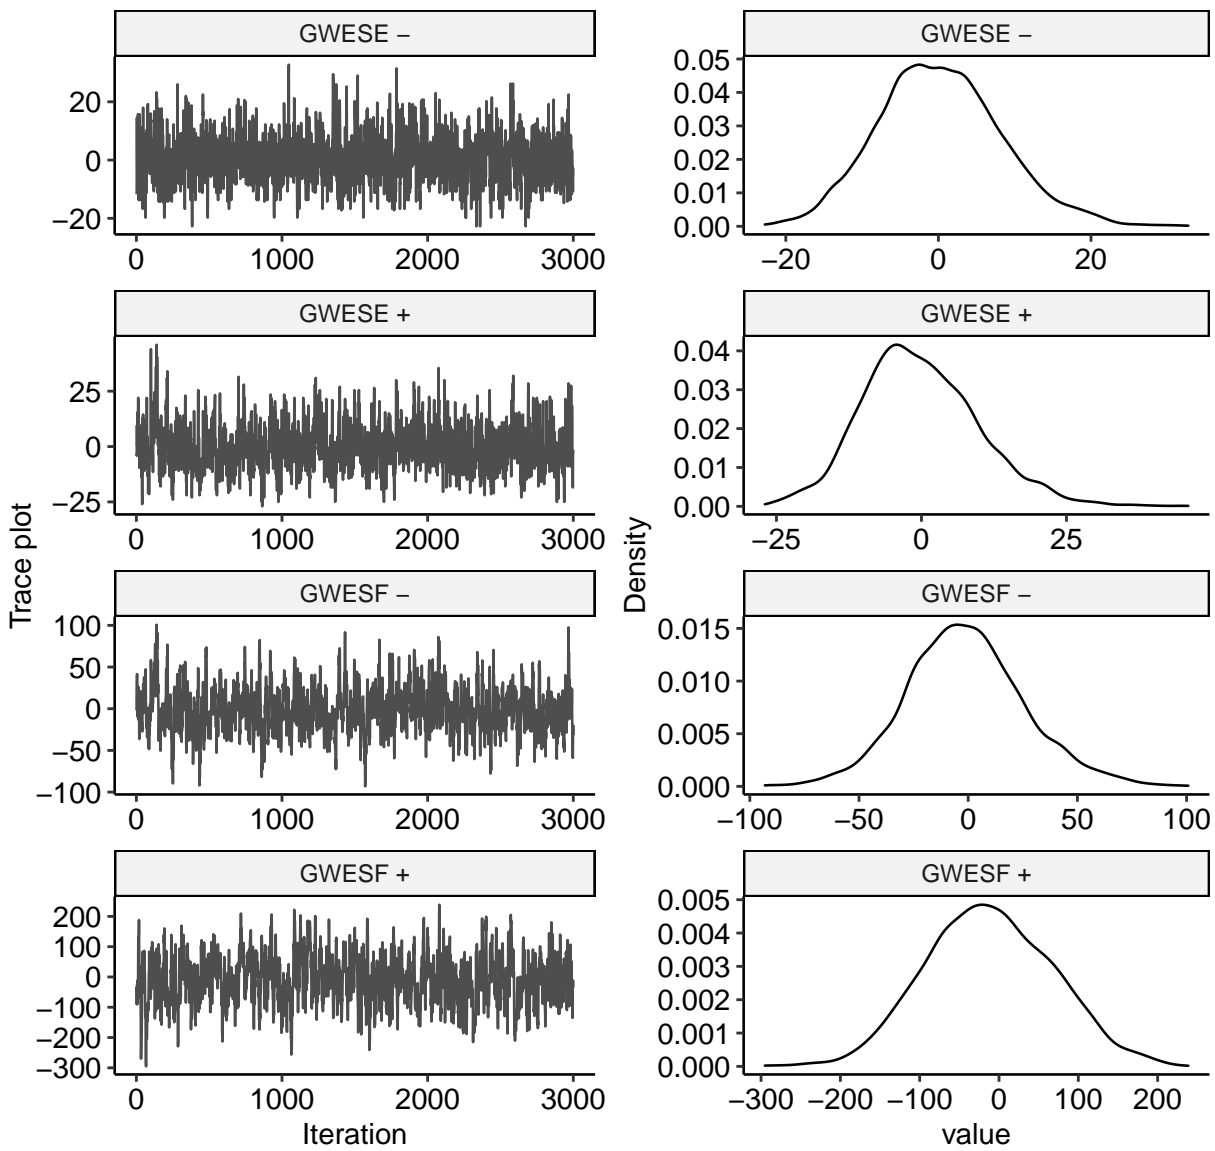 GWESE −
20
0
−20
0 1000 2000 3000
GWESE −
0.05
0.04
0.03
0.02
0.01
0.00
−20 0 20
GWESE +
25
0
−25
0 1000 2000 3000
GWESE +
0.04
0.03
0.02
0.01
0.00
−25 0 25
Trace plot
Density
GWESF −
100
50
0
−50
−100
0 1000 2000 3000
GWESF −
0.015
0.010
0.005
0.000
−100 −50 0 50 100
GWESF +
200
100
0
−100
−200
−300
0 1000 2000 3000
Iteration
GWESF +
0.005
0.004
0.003
0.002
0.001
0.000
−300 −200 −100 0 100 200
value